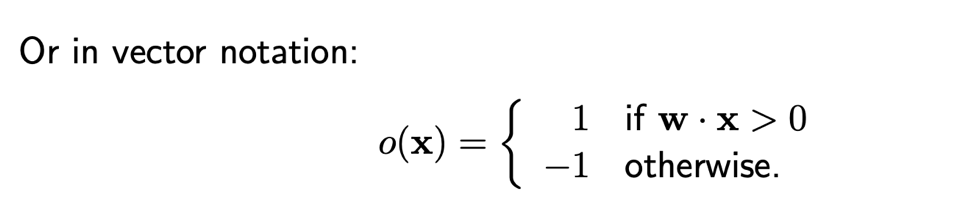 Or in vector notation:
o(x) = { 1 if w · x > 0
−1 otherwise.